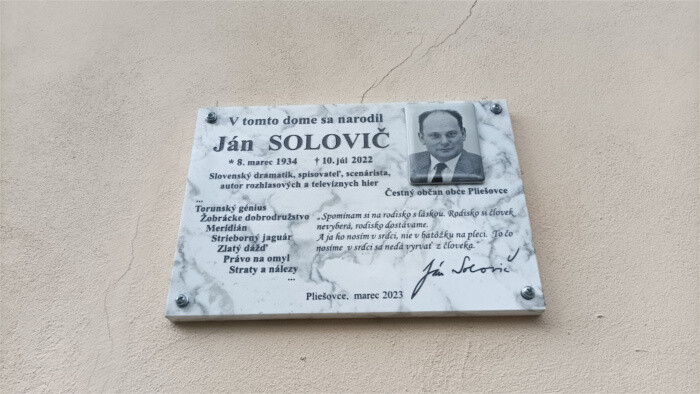 V tomto dome sa narodil
Ján SOLOVIČ
* 8. marec 1934 † 10. júl 2022
Slovenský dramatik, spisovateľ, scenárista,
autor rozhlasových a televíznych hier
Čestný občan obce Pliešovce
...
Torunský génius
Žobrácke dobrodružstvo
Meridián
Strieborný jaguár
Zlatý dážď
Právo na omyl
Straty a nálezy
...
„Spomínam si na rodisko s láskou. Rodisko si človek
nevyberá, rodisko dostávame.
A ja ho nosím v srdci, nie v batôžku na pleci. To čo
nosíme v srdci sa nedá vyrvať z človeka."
Ján Solovič
Pliešovce, marec 2023